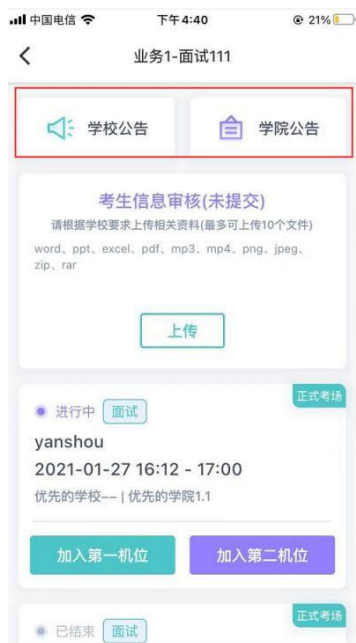 中国电信 下午4:40 21%
业务1-面试111
学校公告 学院公告
考生信息审核(未提交)
请根据学校要求上传相关资料(最多可上传10个文件)
word、ppt、excel、pdf、mp3、mp4、png、jpeg、
zip、rar
上传
正式考场
进行中 面试
yanshou
2021-01-27 16:12 - 17:00
优先的学校-- | 优先的学院1.1
加入第一机位 加入第二机位
正式考场
已结束 面试